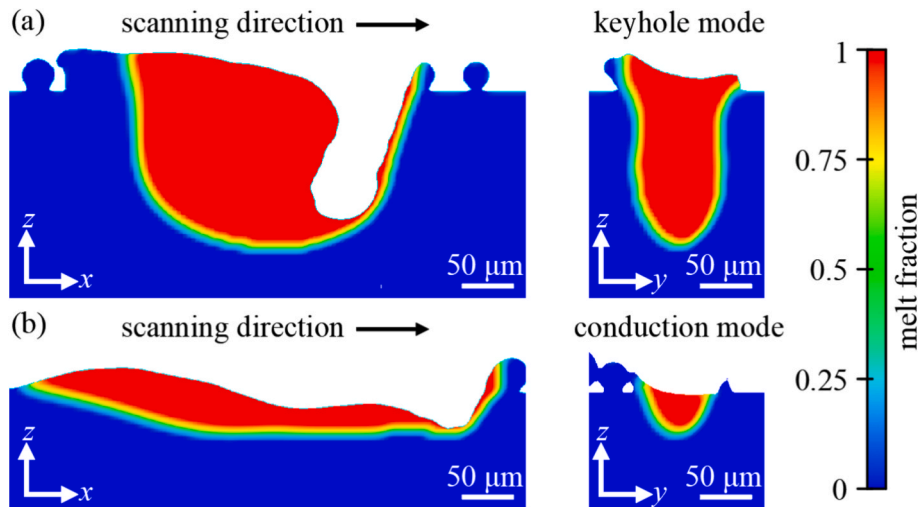 (a) scanning direction keyhole mode
z
x
50 μm
z
y
50 μm
(b) scanning direction conduction mode
z
x
50 μm
z
y
50 μm
1
0.75
0.5
0.25
0
melt fraction